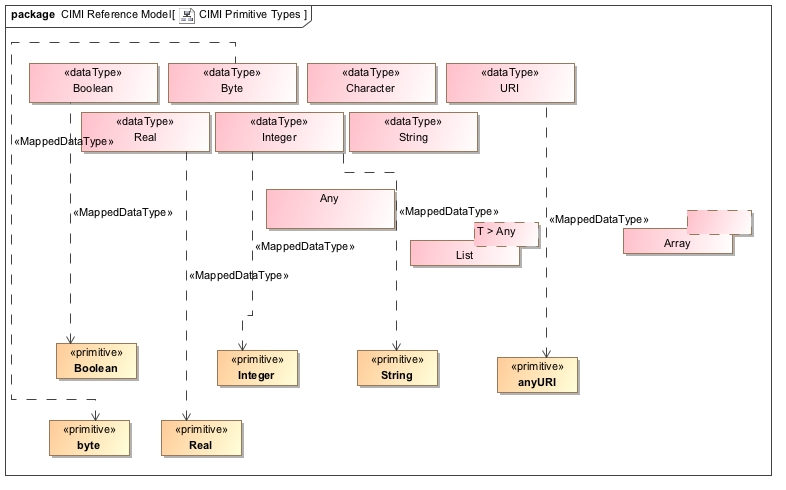 package CIMI Reference Model[ CIMI Primitive Types ]
«dataType»
Boolean
«dataType»
Byte
«dataType»
Character
«dataType»
URI
«dataType»
Real
«dataType»
Integer
«dataType»
String
«MappedDataType»
Any
«MappedDataType»
«MappedDataType»
«MappedDataType»
T > Any
List
Array
«MappedDataType»
«MappedDataType»
«primitive»
Boolean
«primitive»
Integer
«primitive»
String
«primitive»
anyURI
«primitive»
byte
«primitive»
Real